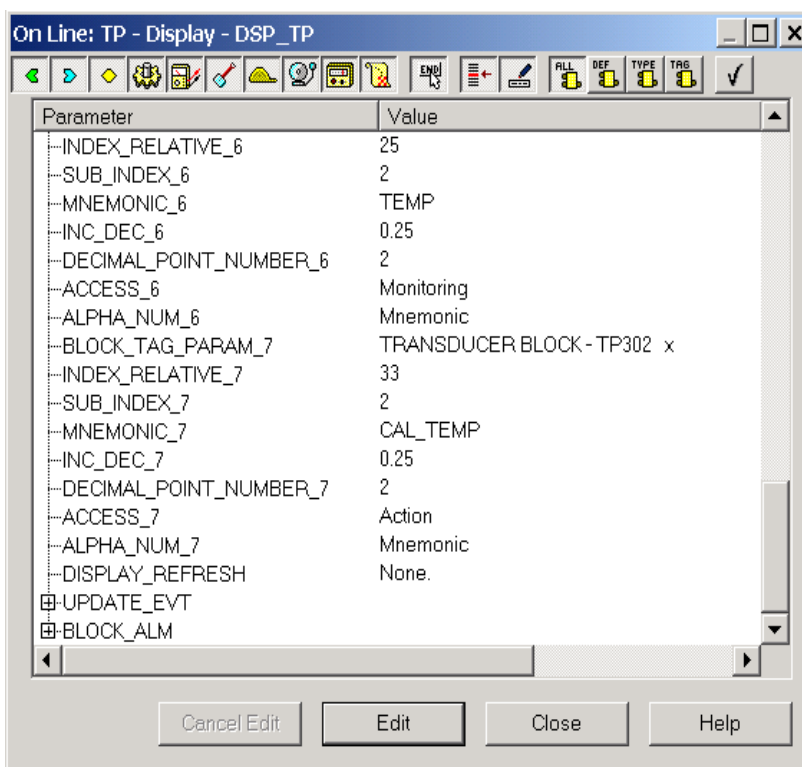 On Line: TP - Display - DSP_TP
END ALL DEF TYPE TAG
Parameter Value
INDEX_RELATIVE_6 25
SUB_INDEX_6 2
MNEMONIC_6 TEMP
INC_DEC_6 0.25
DECIMAL_POINT_NUMBER_6 2
ACCESS_6 Monitoring
ALPHA_NUM_6 Mnemonic
BLOCK_TAG_PARAM_7 TRANSDUCER BLOCK - TP302 x
INDEX_RELATIVE_7 33
SUB_INDEX_7 2
MNEMONIC_7 CAL_TEMP
INC_DEC_7 0.25
DECIMAL_POINT_NUMBER_7 2
ACCESS_7 Action
ALPHA_NUM_7 Mnemonic
DISPLAY_REFRESH None.
UPDATE_EVT
BLOCK_ALM
Cancel Edit Edit Close Help